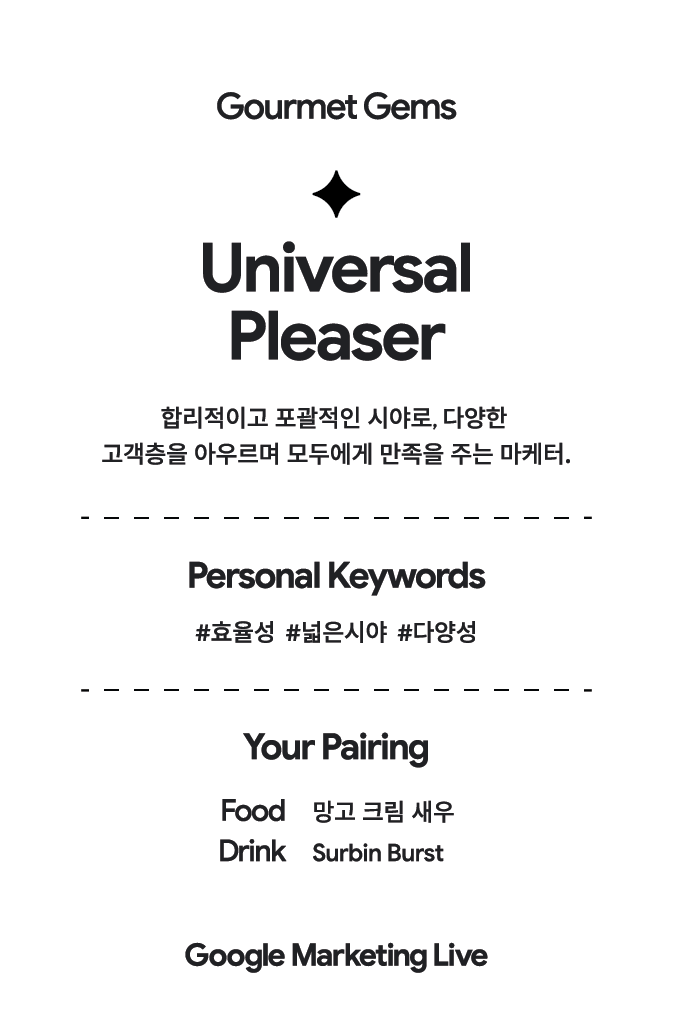 Gourmet Gems
Universal
Pleaser
합리적이고 포괄적인 시야로, 다양한
고객층을 아우르며 모두에게 만족을 주는 마케터.
Personal Keywords
#효율성 #넓은시야 #다양성
Your Pairing
Food 망고 크림 새우
Drink Surbin Burst
Google Marketing Live